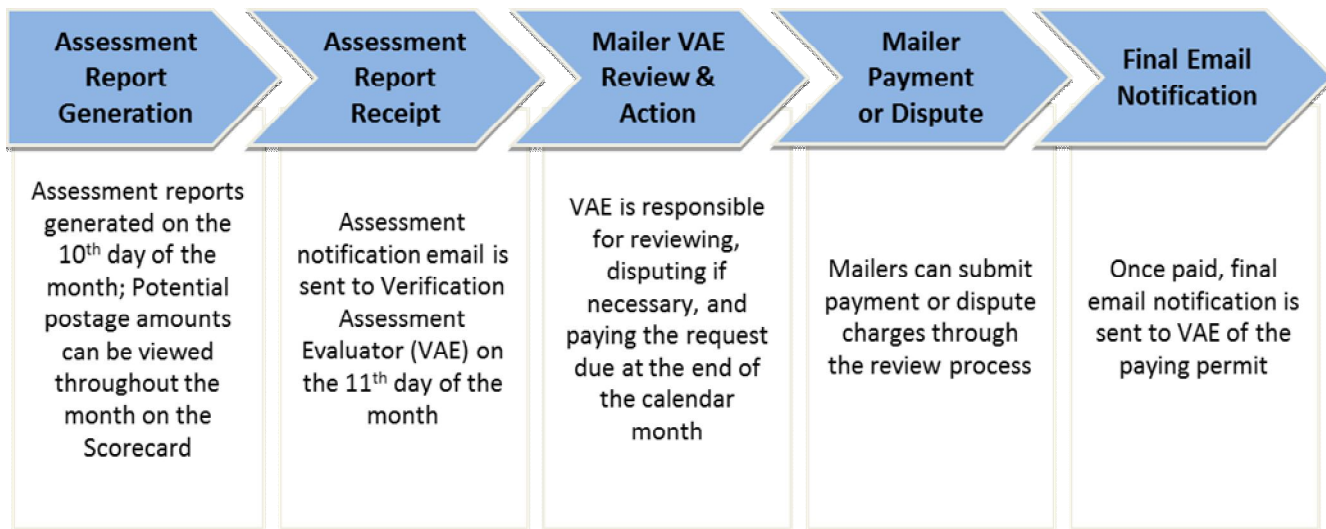 Assessment
Report
Generation
Assessment
Report
Receipt
Mailer VAE
Review &
Action
Mailer
Payment
or Dispute
Final Email
Notification
Assessment reports
generated on the
10th day of the
month; Potential
postage amounts
can be viewed
throughout the
month on the
Scorecard
Assessment
notification email is
sent to Verification
Assessment
Evaluator (VAE) on
the 11th day of the
month
VAE is responsible
for reviewing,
disputing if
necessary, and
paying the request
due at the end of
the calendar
month
Mailers can submit
payment or dispute
charges through
the review process
Once paid, final
email notification is
sent to VAE of the
paying permit